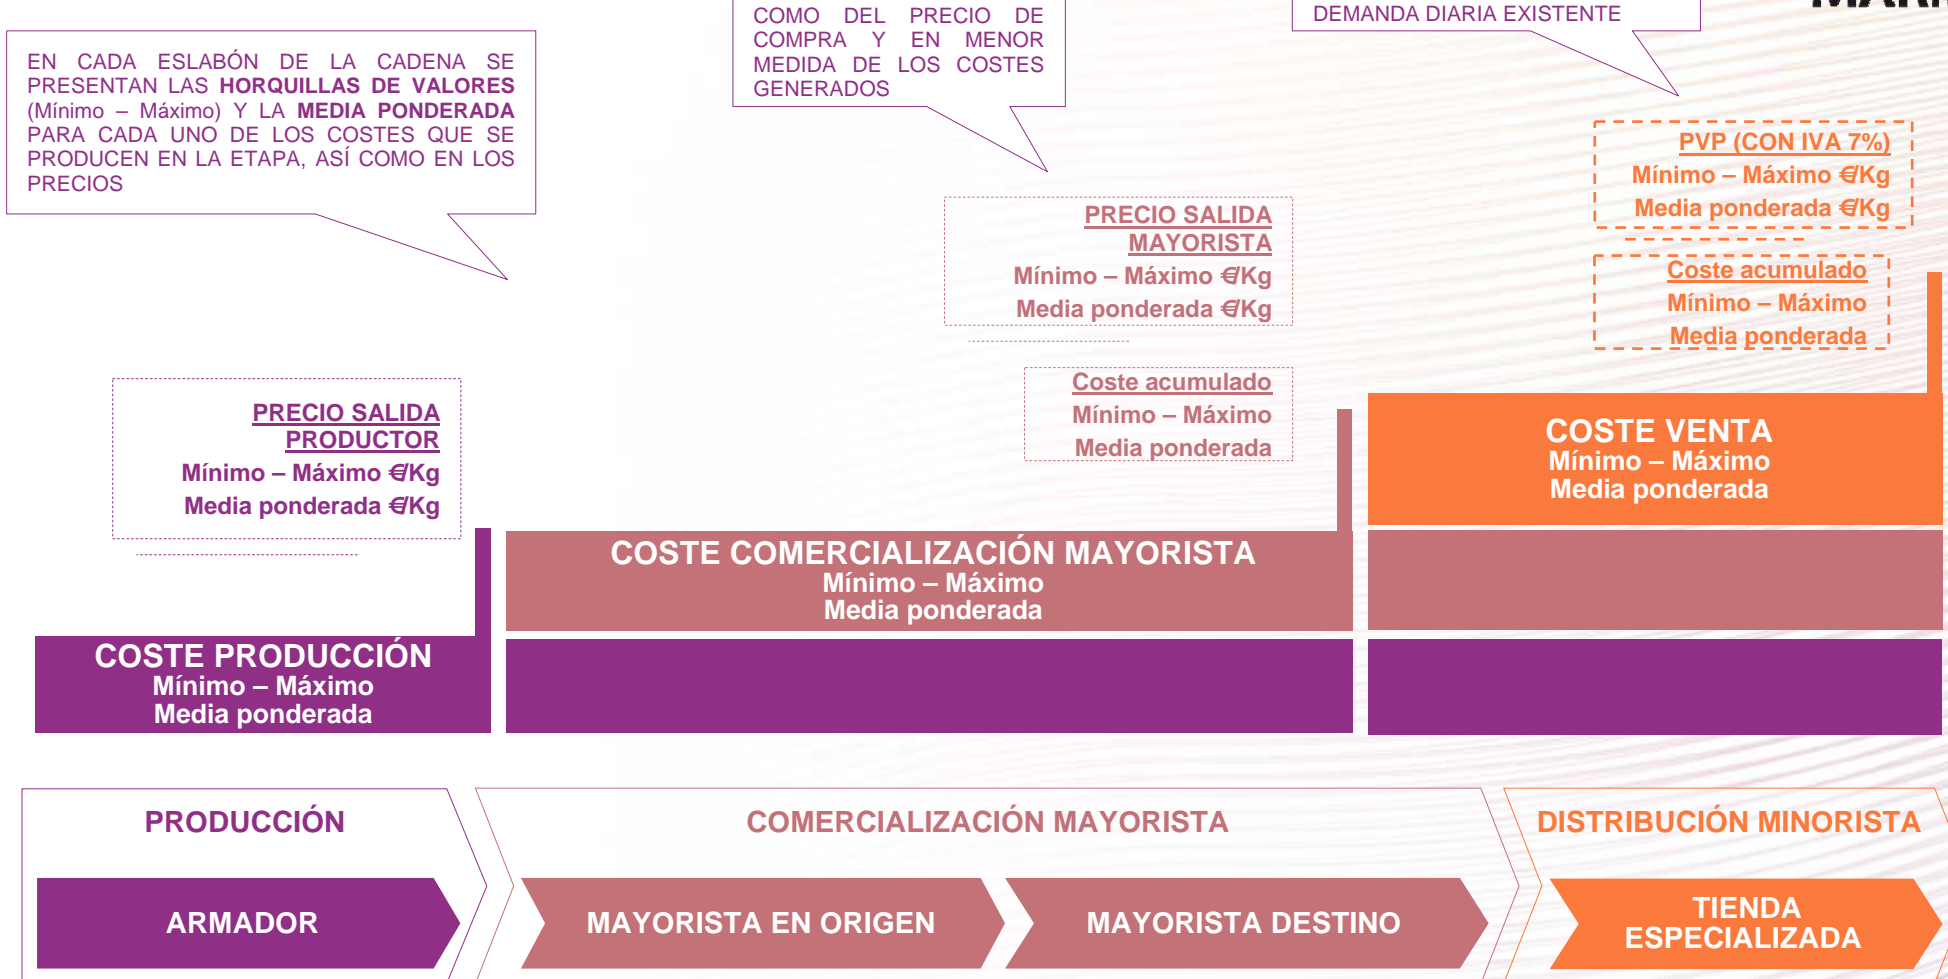 COMO DEL PRECIO DE
COMPRA Y EN MENOR
MEDIDA DE LOS COSTES
GENERADOS
DEMANDA DIARIA EXISTENTE
EN CADA ESLABÓN DE LA CADENA SE
PRESENTAN LAS HORQUILLAS DE VALORES
(Mínimo – Máximo) Y LA MEDIA PONDERADA
PARA CADA UNO DE LOS COSTES QUE SE
PRODUCEN EN LA ETAPA, ASÍ COMO EN LOS
PRECIOS
PVP (CON IVA 7%)
Mínimo – Máximo €/Kg
Media ponderada €/Kg
Coste acumulado
Mínimo – Máximo
Media ponderada
PRECIO SALIDA
MAYORISTA
Mínimo – Máximo €/Kg
Media ponderada €/Kg
Coste acumulado
Mínimo – Máximo
Media ponderada
PRECIO SALIDA
PRODUCTOR
Mínimo – Máximo €/Kg
Media ponderada €/Kg
COSTE VENTA
Mínimo – Máximo
Media ponderada
COSTE COMERCIALIZACIÓN MAYORISTA
Mínimo – Máximo
Media ponderada
COSTE PRODUCCIÓN
Mínimo – Máximo
Media ponderada
PRODUCCIÓN
COMERCIALIZACIÓN MAYORISTA
DISTRIBUCIÓN MINORISTA
ARMADOR
MAYORISTA EN ORIGEN
MAYORISTA DESTINO
TIENDA
ESPECIALIZADA